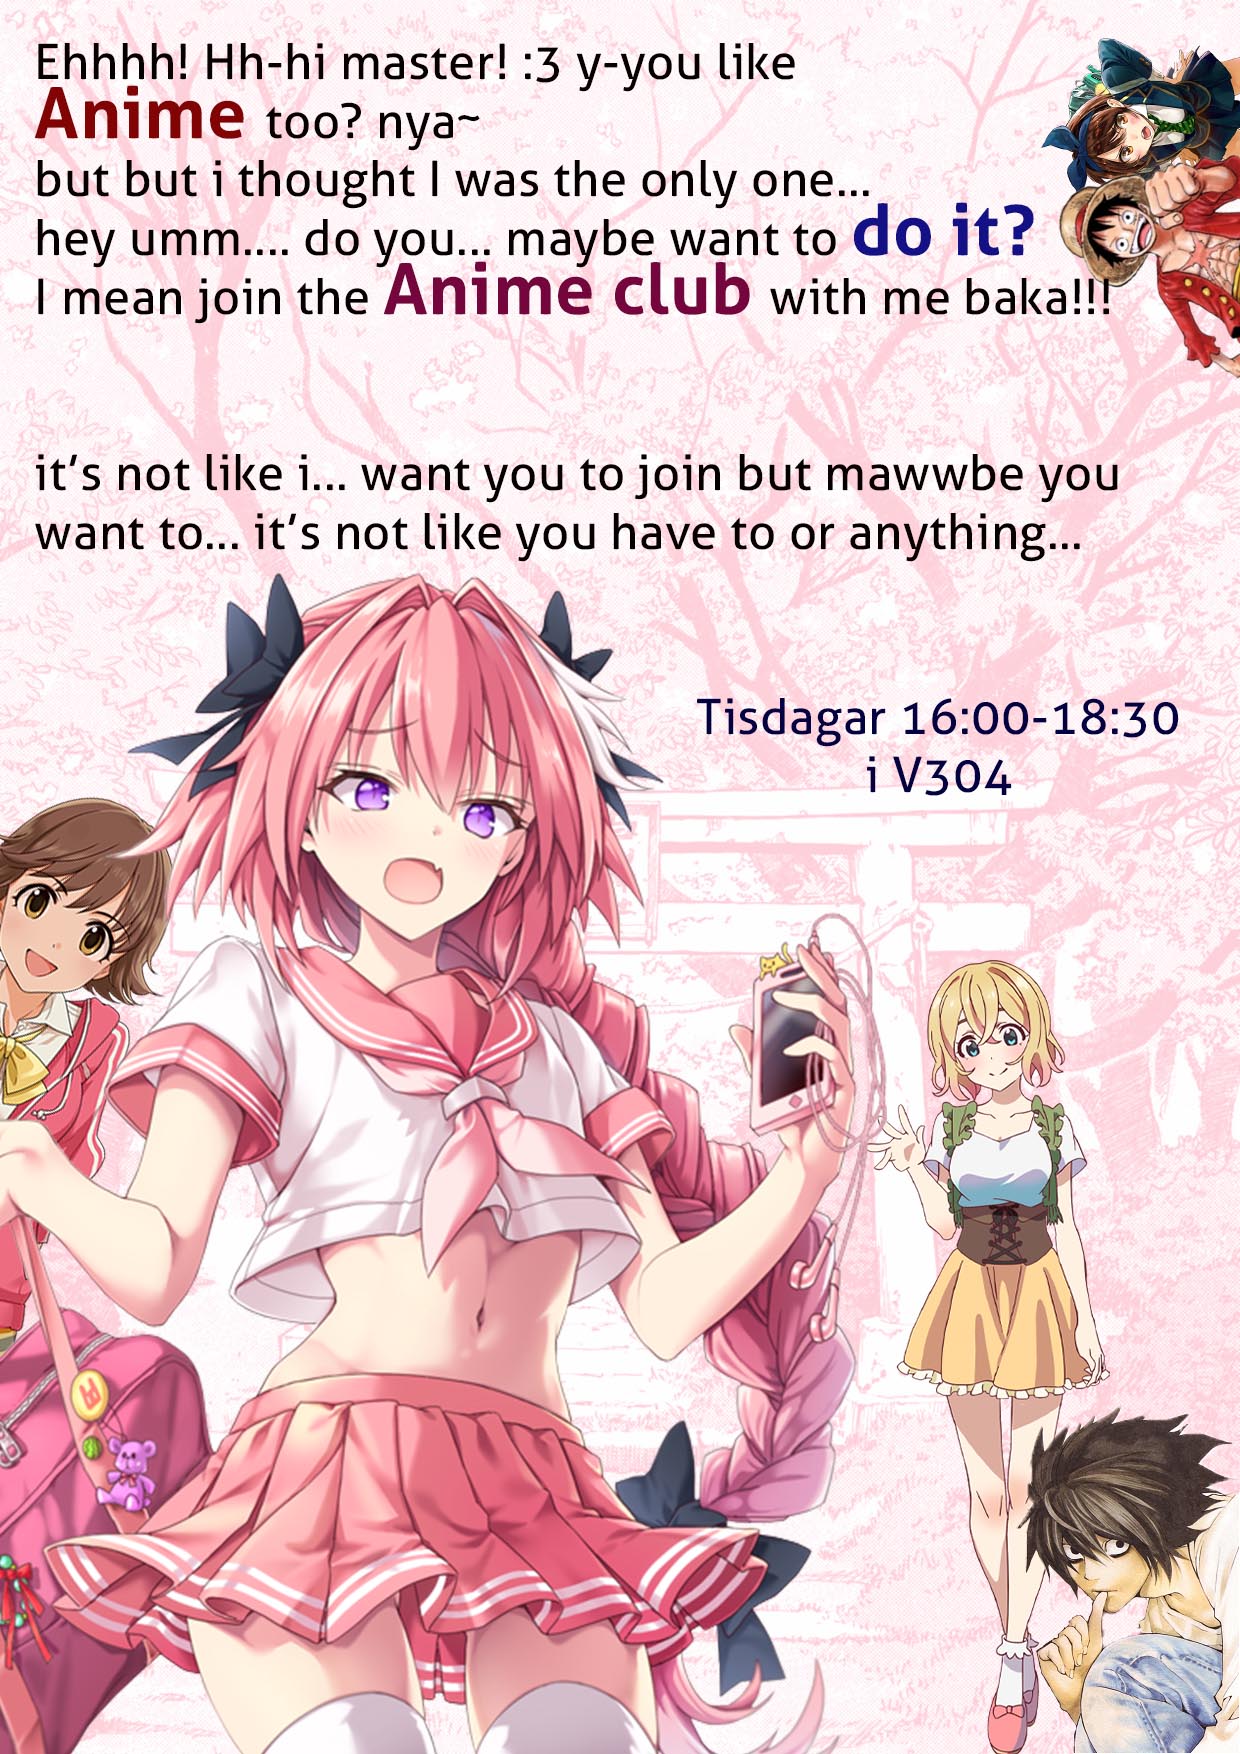 Ehhhh! Hh-hi master! :3 y-you like
Anime too? nya~
but but i thought I was the only one...
hey umm.... do you... maybe want to do it?
I mean join the Anime club with me baka!!!
it's not like i... want you to join but mawwbe you
want to... it's not like you have to or anything...
Tisdagar 16:00-18:30
i V304